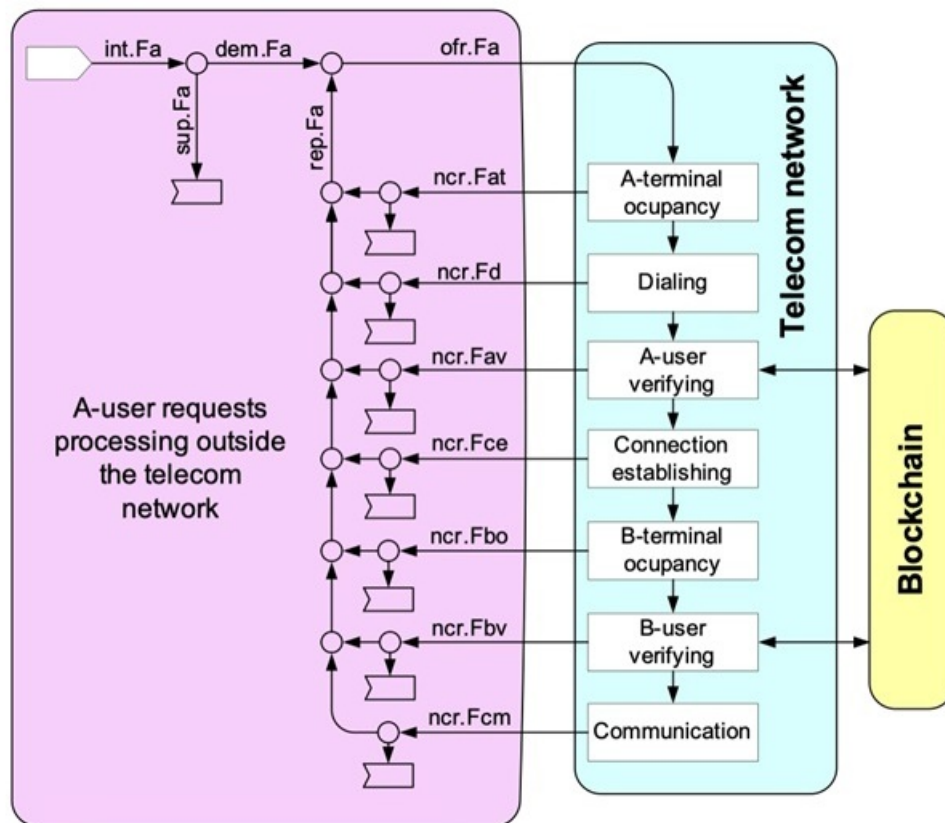 int.Fa
dem.Fa
ofr.Fa
sup.Fa
rep.Fa
Telecom network
ncr.Fat
A-terminal
ocupancy
ncr.Fd
Dialing
ncr.Fav
A-user
verifying
A-user requests
processing outside
the telecom
network
ncr.Fce
Connection
establishing
ncr.Fbo
B-terminal
occupancy
ncr.Fbv
B-user
verifying
ncr.Fcm
Communication
Blockchain